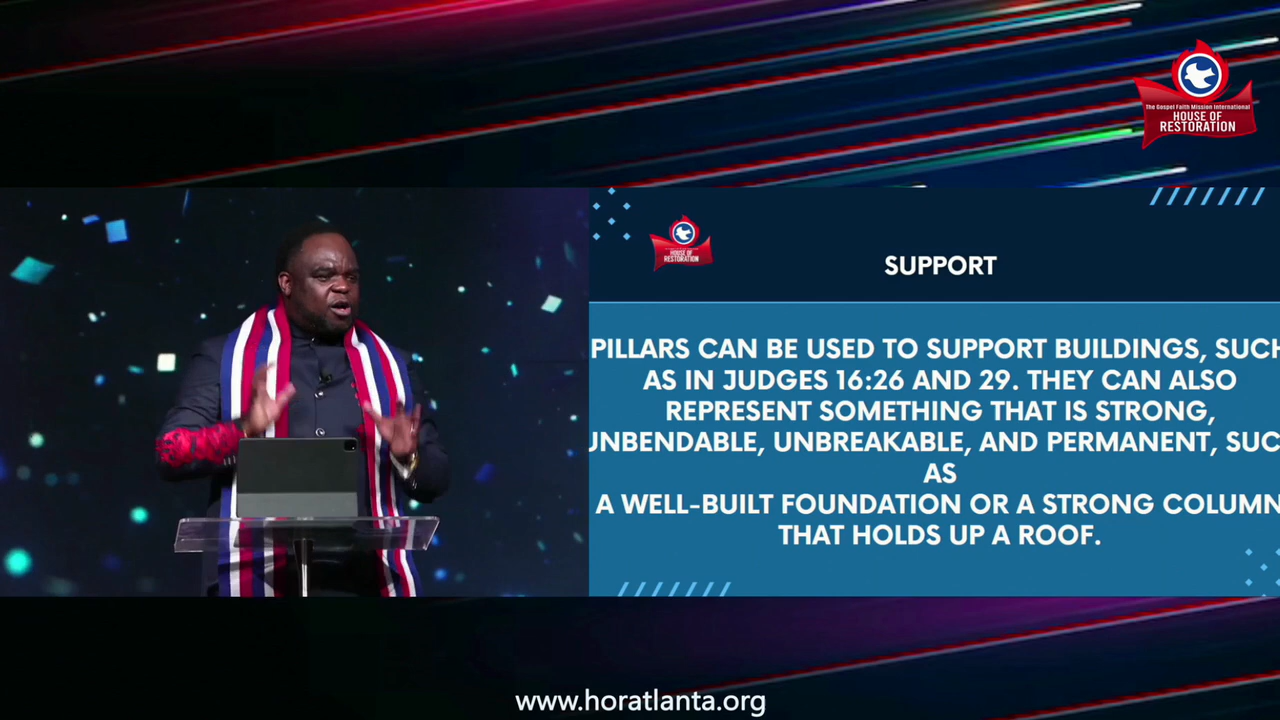 The Gospel Faith Mission International
HOUSE OF
RESTORATION
HOUSE OF
RESTORATION
SUPPORT
PILLARS CAN BE USED TO SUPPORT BUILDINGS, SUCH
AS IN JUDGES 16:26 AND 29. THEY CAN ALSO
REPRESENT SOMETHING THAT IS STRONG,
UNBENDABLE, UNBREAKABLE, AND PERMANENT, SUC
AS
A WELL-BUILT FOUNDATION OR A STRONG COLUMN
THAT HOLDS UP A ROOF.
www.horatlanta.org